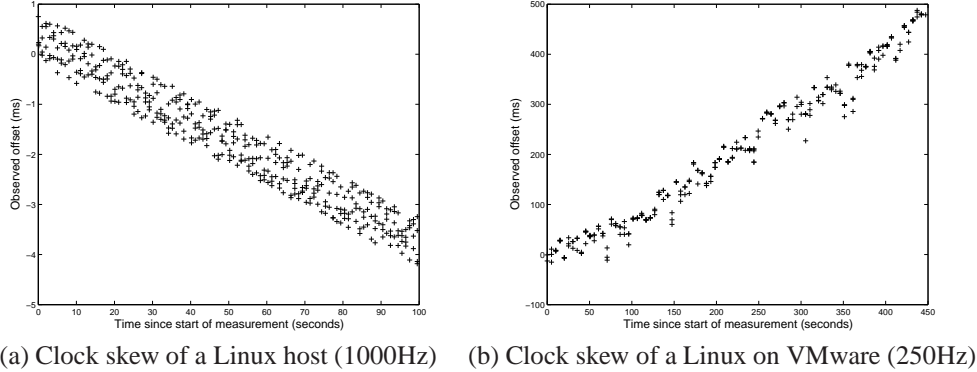 1
0
−1
−2
−3
−4
−5
Observed offset (ms)
0 10 20 30 40 50 60 70 80 90 100
Time since start of measurement (seconds)
(a) Clock skew of a Linux host (1000Hz)
500
400
300
200
100
0
−100
Observed offset (ms)
0 50 100 150 200 250 300 350 400 450
Time since start of measurement (seconds)
(b) Clock skew of a Linux on VMware (250Hz)